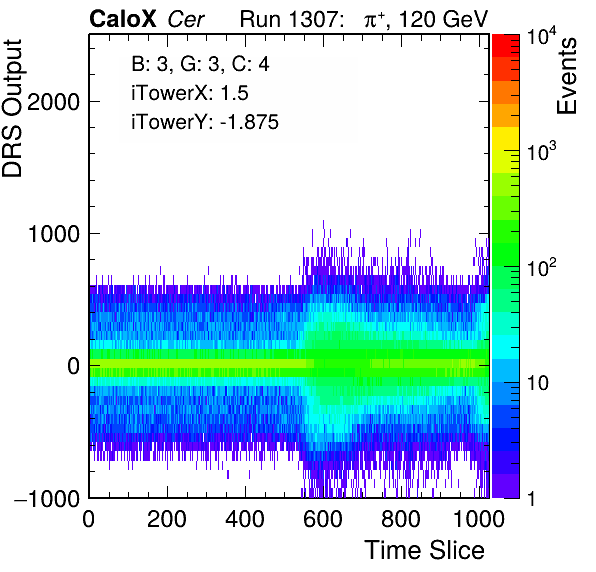 CaloX Cer Run 1307: π⁺, 120 GeV
B: 3, G: 3, C: 4
iTowerX: 1.5
iTowerY: -1.875
DRS Output
2000
1000
0
−1000
0 200 400 600 800 1000
Time Slice
10⁴
10³
10²
10
1
Events